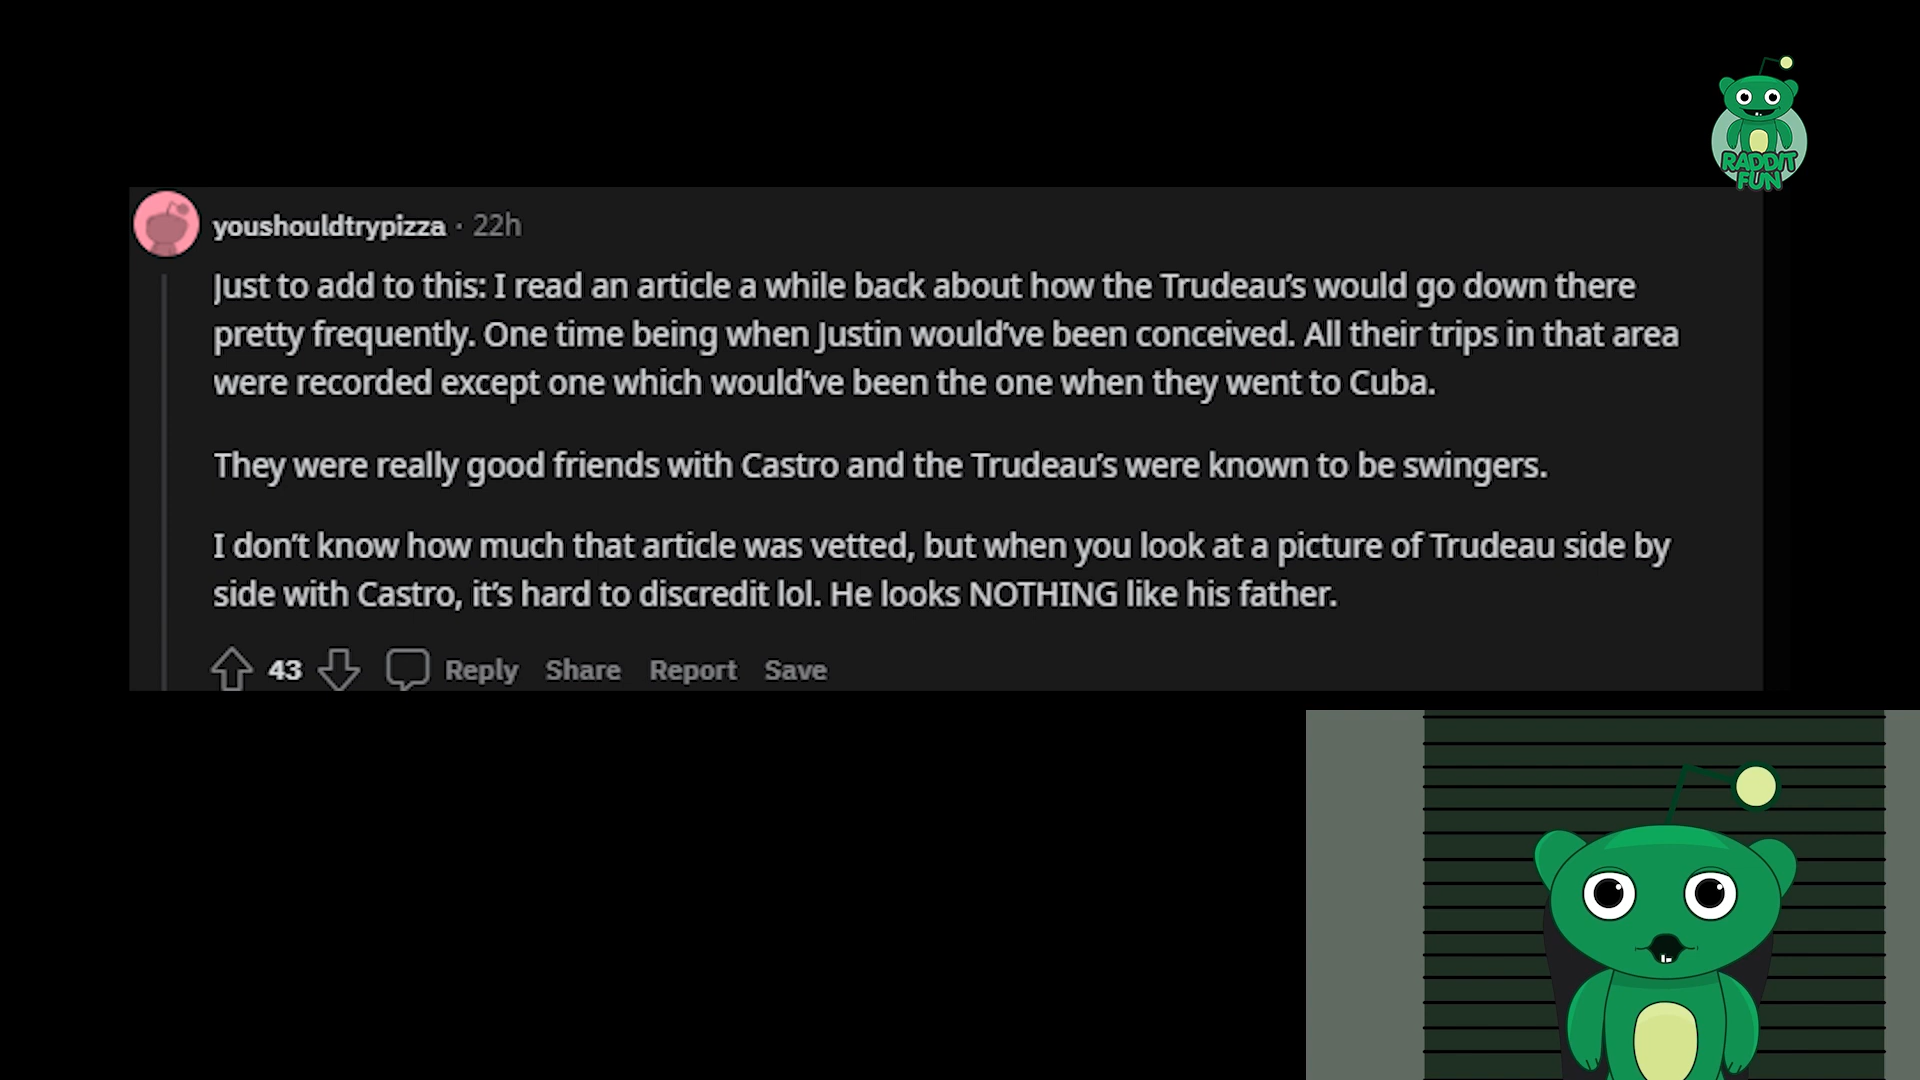 RADDIT
FUN
youshouldtrypizza · 22h
Just to add to this: I read an article a while back about how the Trudeau's would go down there
pretty frequently. One time being when Justin would've been conceived. All their trips in that area
were recorded except one which would've been the one when they went to Cuba.
They were really good friends with Castro and the Trudeau's were known to be swingers.
I don't know how much that article was vetted, but when you look at a picture of Trudeau side by
side with Castro, it's hard to discredit lol. He looks NOTHING like his father.
43 Reply Share Report Save